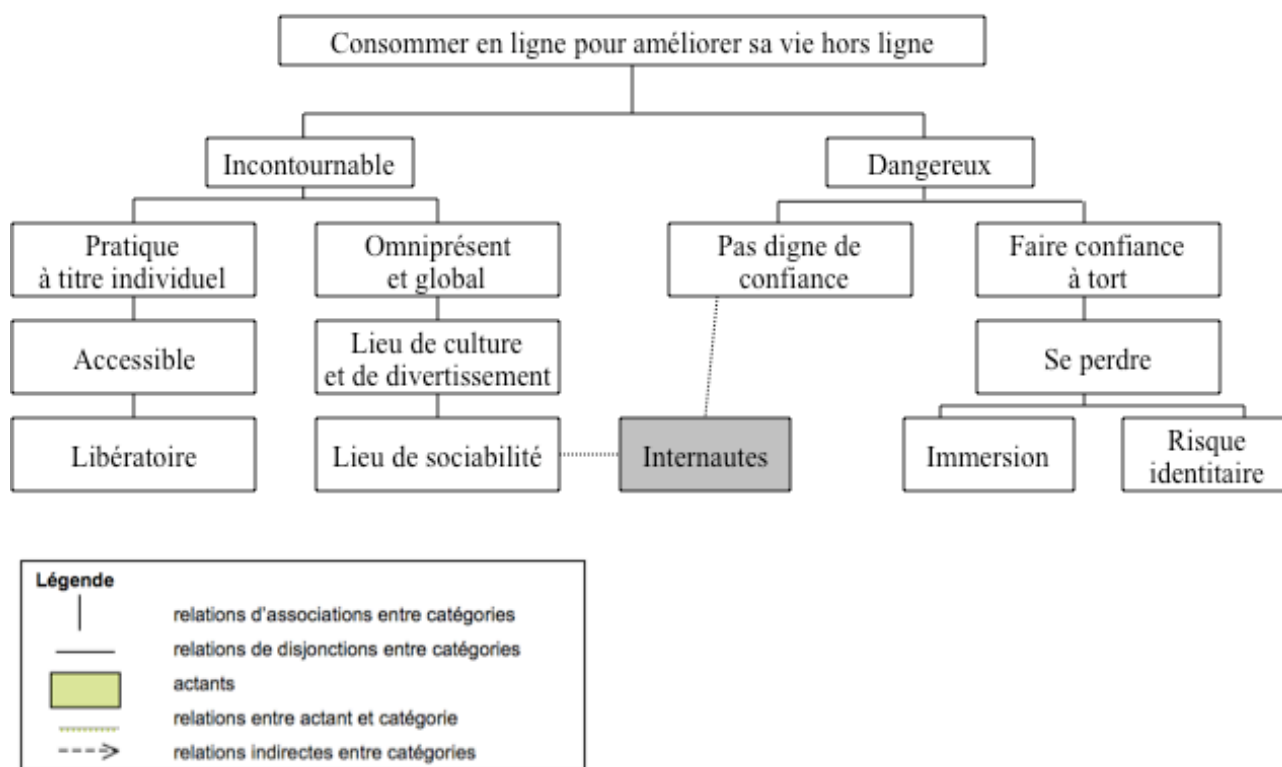 Consommer en ligne pour améliorer sa vie hors ligne
Incontournable
Dangereux
Pratique
à titre individuel
Omniprésent
et global
Pas digne de
confiance
Faire confiance
à tort
Accessible
Lieu de culture
et de divertissement
Se perdre
Libératoire
Lieu de sociabilité
Internautes
Immersion
Risque
identitaire
Légende
relations d'associations entre catégories
relations de disjonctions entre catégories
actants
relations entre actant et catégorie
relations indirectes entre catégories